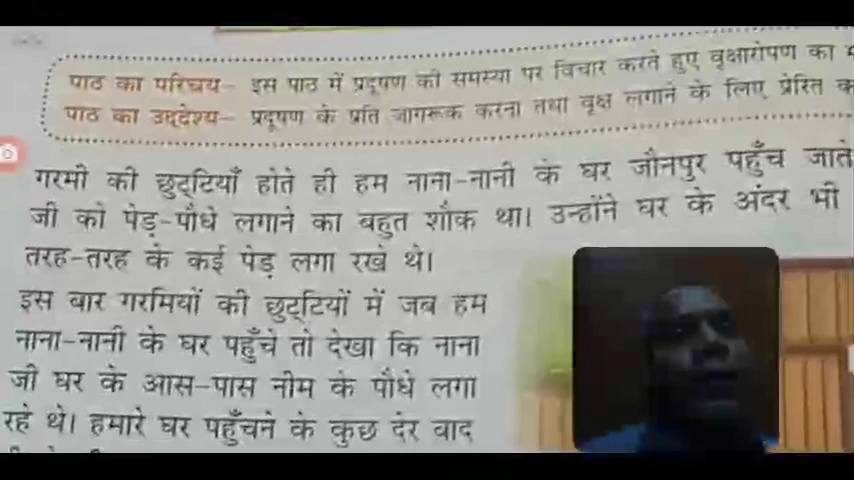 पाठ का परिचय- इस पाठ में प्रदूषण की समस्या पर विचार करते हुए वृक्षारोपण का
पाठ का उद्देश्य- प्रदूषण के प्रति जागरूक करना तथा वृक्ष लगाने के लिए प्रेरित
गरमी की छुट्टियाँ होते ही हम नाना-नानी के घर जौनपुर पहुँच जाते
जी को पेड़-पौधे लगाने का बहुत शौक था। उन्होंने घर के अंदर भी
तरह-तरह के कई पेड़ लगा रखे थे।
इस बार गरमियों की छुट्टियों में जब हम
नाना-नानी के घर पहुँचे तो देखा कि नाना
जी घर के आस-पास नीम के पौधे लगा
रहे थे। हमारे घर पहुँचने के कुछ देर बाद